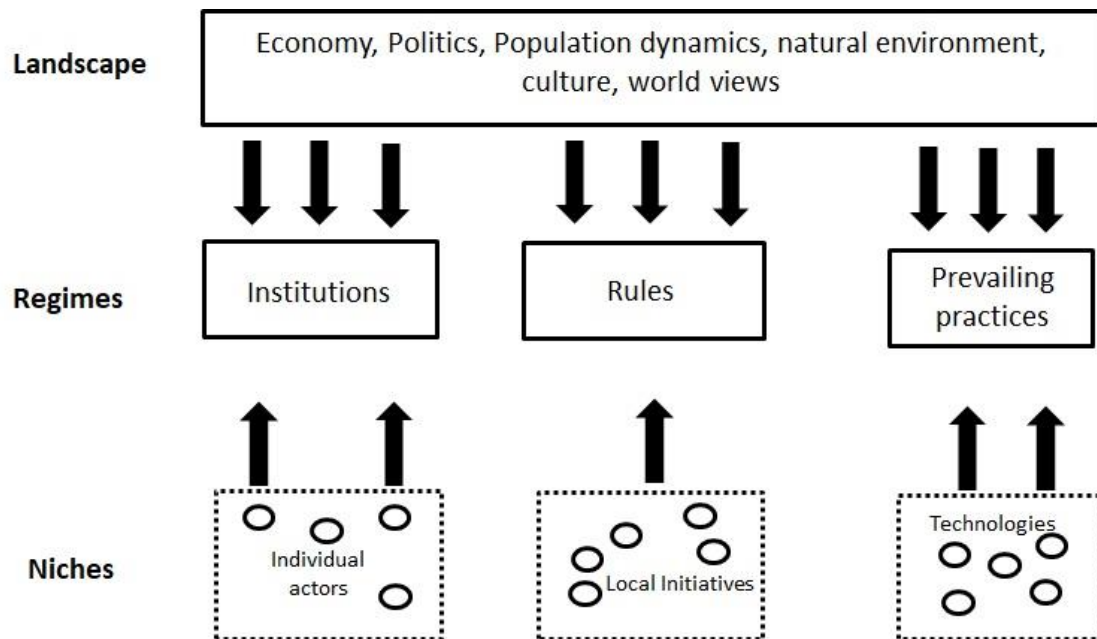 Landscape
Economy, Politics, Population dynamics, natural environment,
culture, world views
Regimes
Institutions
Rules
Prevailing
practices
Niches
Individual
actors
Local Initiatives
Technologies